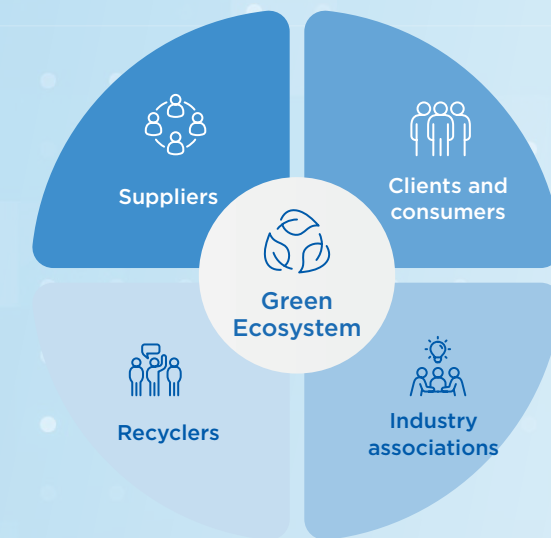 Suppliers
Clients and
consumers
Green
Ecosystem
Recyclers
Industry
associations